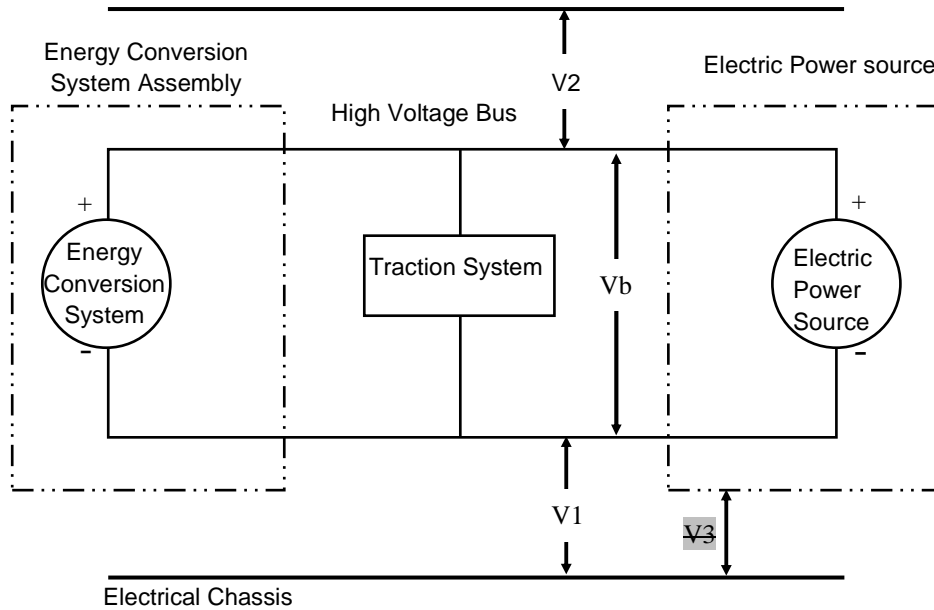 Energy Conversion
System Assembly
V2
Electric Power source
High Voltage Bus
+
+
Energy
Conversion
System
Traction System
Vb
Electric
Power
Source
-
-
V1
V3
Electrical Chassis